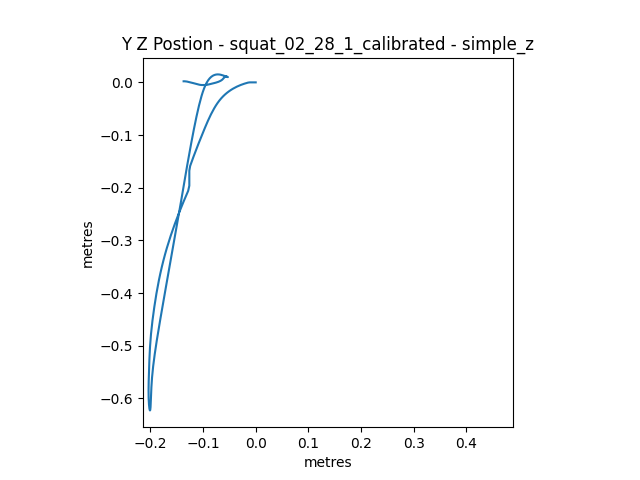 Y Z Postion - squat_02_28_1_calibrated - simple_z
0.0
−0.1
−0.2
−0.3
−0.4
−0.5
−0.6
metres
−0.2 −0.1 0.0 0.1 0.2 0.3 0.4
metres